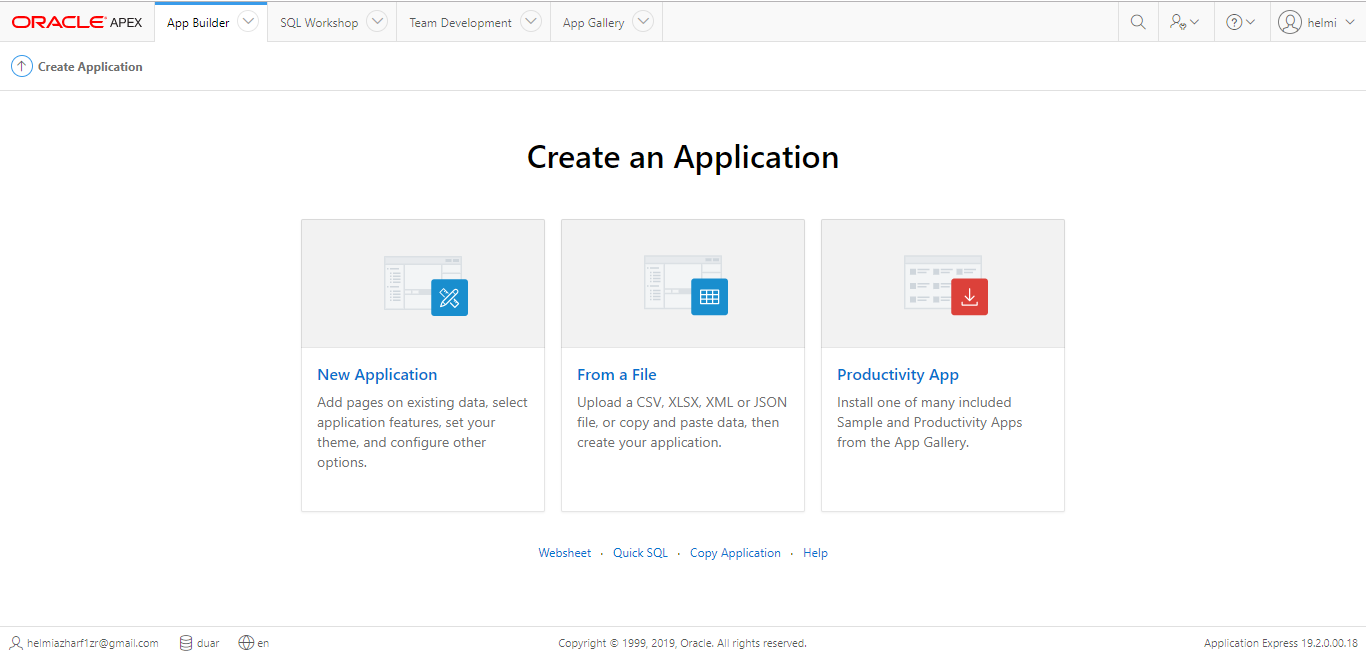 ORACLE APEX App Builder SQL Workshop Team Development App Gallery helmi
Create Application
Create an Application
New Application
Add pages on existing data, select
application features, set your
theme, and configure other
options.
From a File
Upload a CSV, XLSX, XML or JSON
file, or copy and paste data, then
create your application.
Productivity App
Install one of many included
Sample and Productivity Apps
from the App Gallery.
Websheet · Quick SQL · Copy Application · Help
helmiazharf1zr@gmail.com duar en Copyright © 1999, 2019, Oracle. All rights reserved. Application Express 19.2.0.00.18